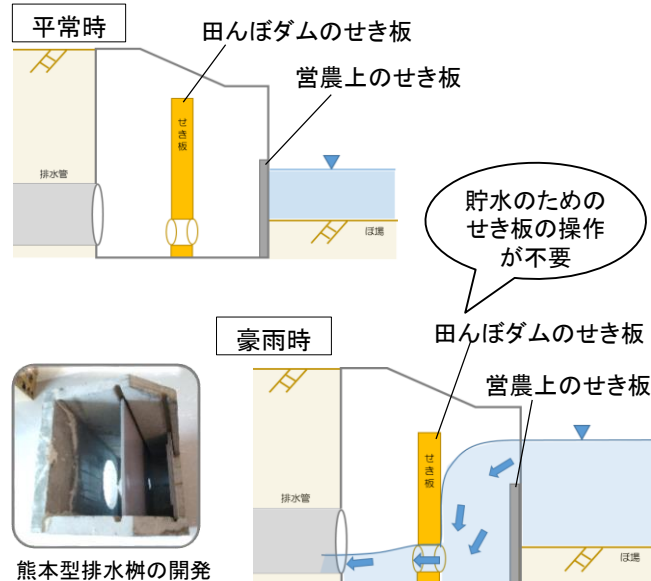 平常時
田んぼダムのせき板
営農上のせき板
せき板
排水管
ほ場
貯水のための
せき板の操作
が不要
豪雨時
田んぼダムのせき板
営農上のせき板
せき板
排水管
ほ場
熊本型排水桝の開発